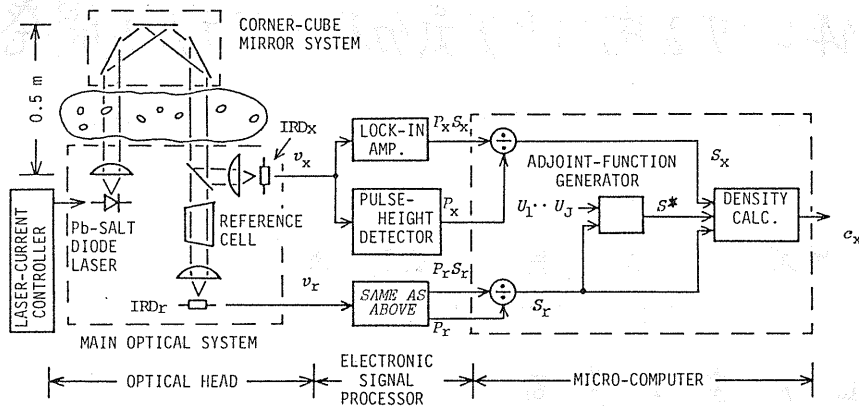 CORNER-CUBE
MIRROR SYSTEM
0.5 m
IRDx
vx
LOCK-IN
AMP.
PxSx
÷
ADJOINT-FUNCTION
GENERATOR
Sx
PULSE-
HEIGHT
DETECTOR
Px
U1·· UJ
S*
DENSITY
CALC.
cx
LASER-CURRENT
CONTROLLER
Pb-SALT
DIODE
LASER
REFERENCE
CELL
IRDr
vr
SAME AS
ABOVE
PrSr
Pr
÷
Sr
MAIN OPTICAL SYSTEM
OPTICAL HEAD
ELECTRONIC
SIGNAL
PROCESSOR
MICRO-COMPUTER